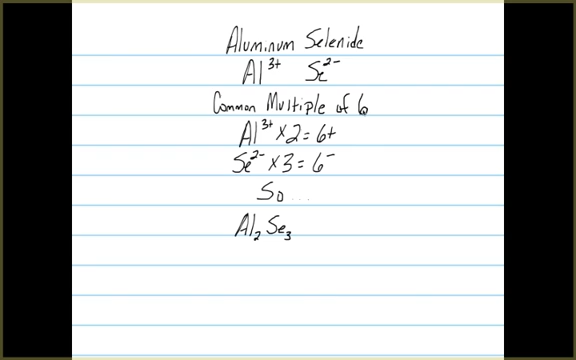 Aluminum Selenide
Al³⁺ Se²⁻
Common Multiple of 6
Al³⁺ × 2 = 6+
Se²⁻ × 3 = 6⁻
So...
Al₂Se₃